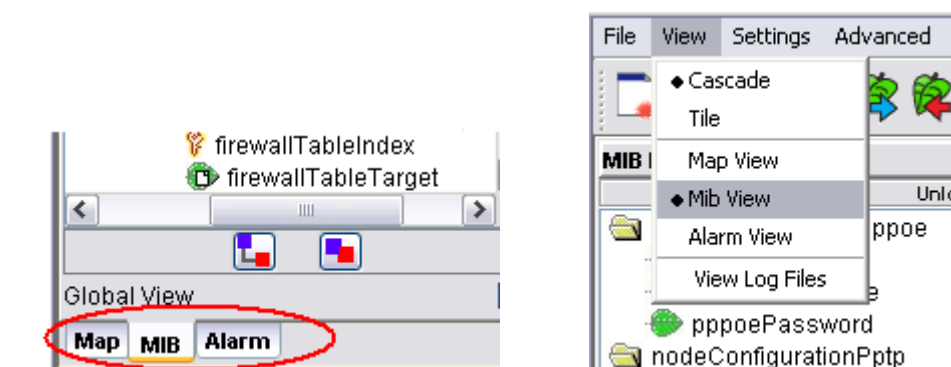 firewallTableIndex
firewallTableTarget
Global View
Map MIB Alarm
File View Settings Advanced
Cascade
Tile
MIB
Map View
Mib View
Alarm View
ppoe
View Log Files
pppoePassword
nodeConfigurationPptp